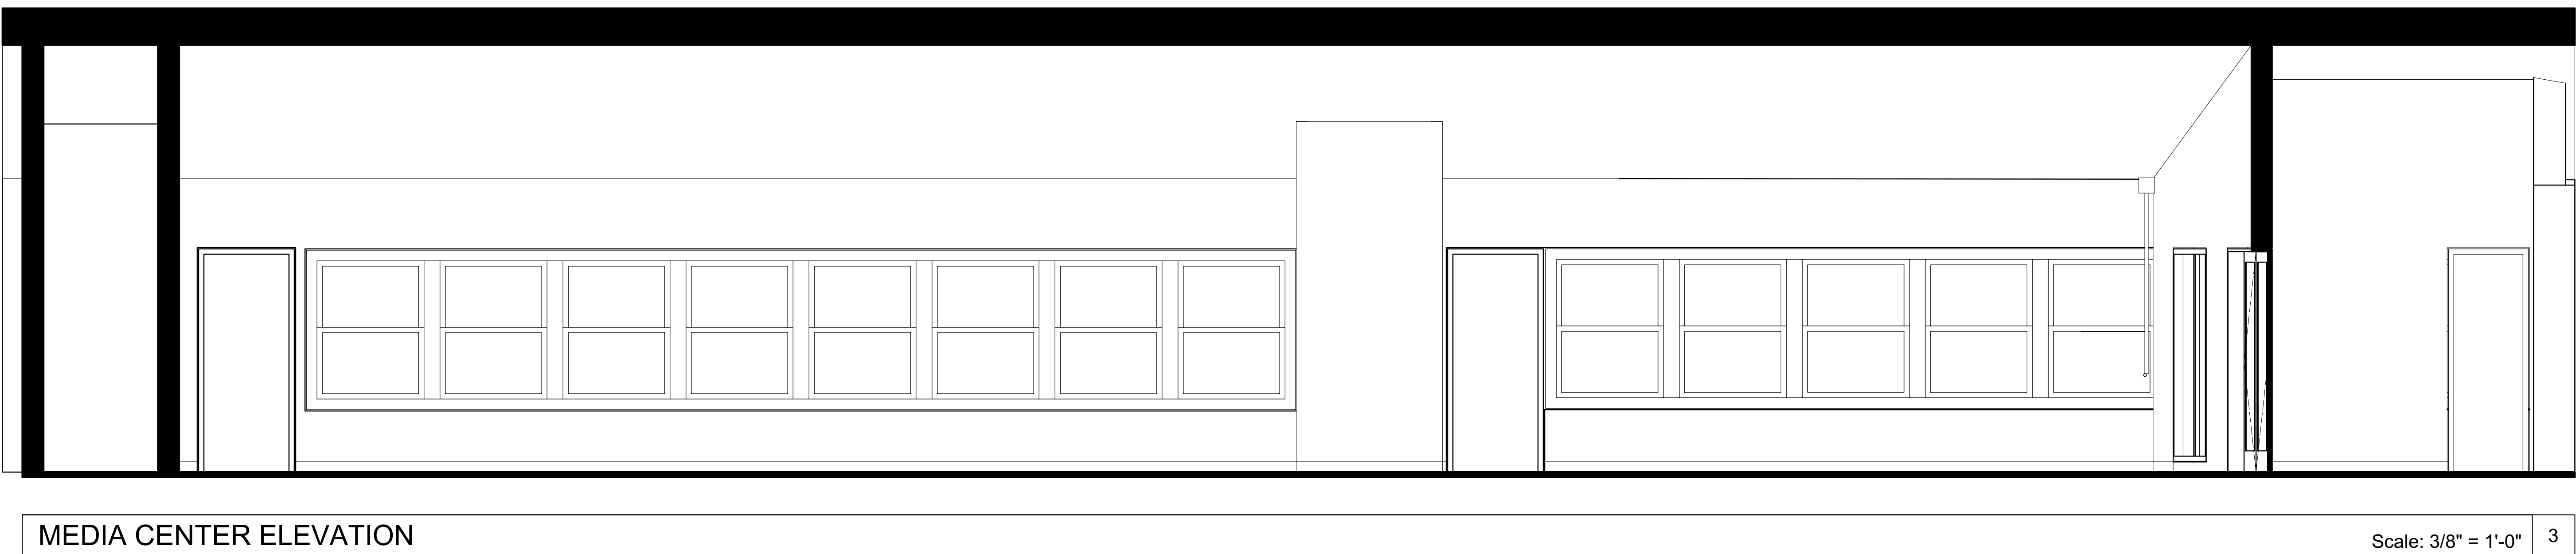 MEDIA CENTER ELEVATION
Scale: 3/8" = 1'-0"
3